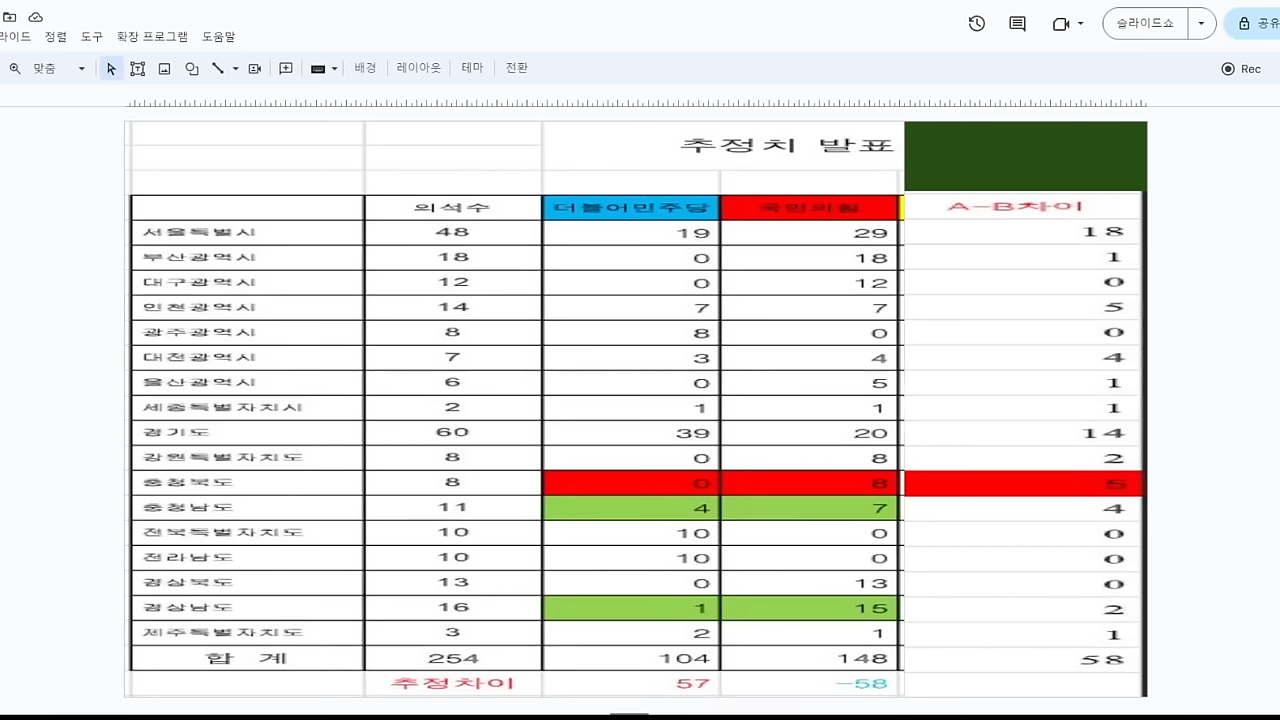 라이드 정렬 도구 확장 프로그램 도움말
슬라이드쇼
공유
맞춤 배경 레이아웃 테마 전환 Rec
추정치 발표
의석수 더불어민주당 국민의힘 A-B차이
서울특별시 48 19 29 18
부산광역시 18 0 18 1
대구광역시 12 0 12 0
인천광역시 14 7 7 5
광주광역시 8 8 0 0
대전광역시 7 3 4 4
울산광역시 6 0 5 1
세종특별자치시 2 1 1 1
경기도 60 39 20 14
강원특별자치도 8 0 8 2
충청북도 8 0 8 5
충청남도 11 4 7 4
전북특별자치도 10 10 0 0
전라남도 10 10 0 0
경상북도 13 0 13 0
경상남도 16 1 15 2
제주특별자치도 3 2 1 1
합 계 254 104 148 58
추정차이 57 -58